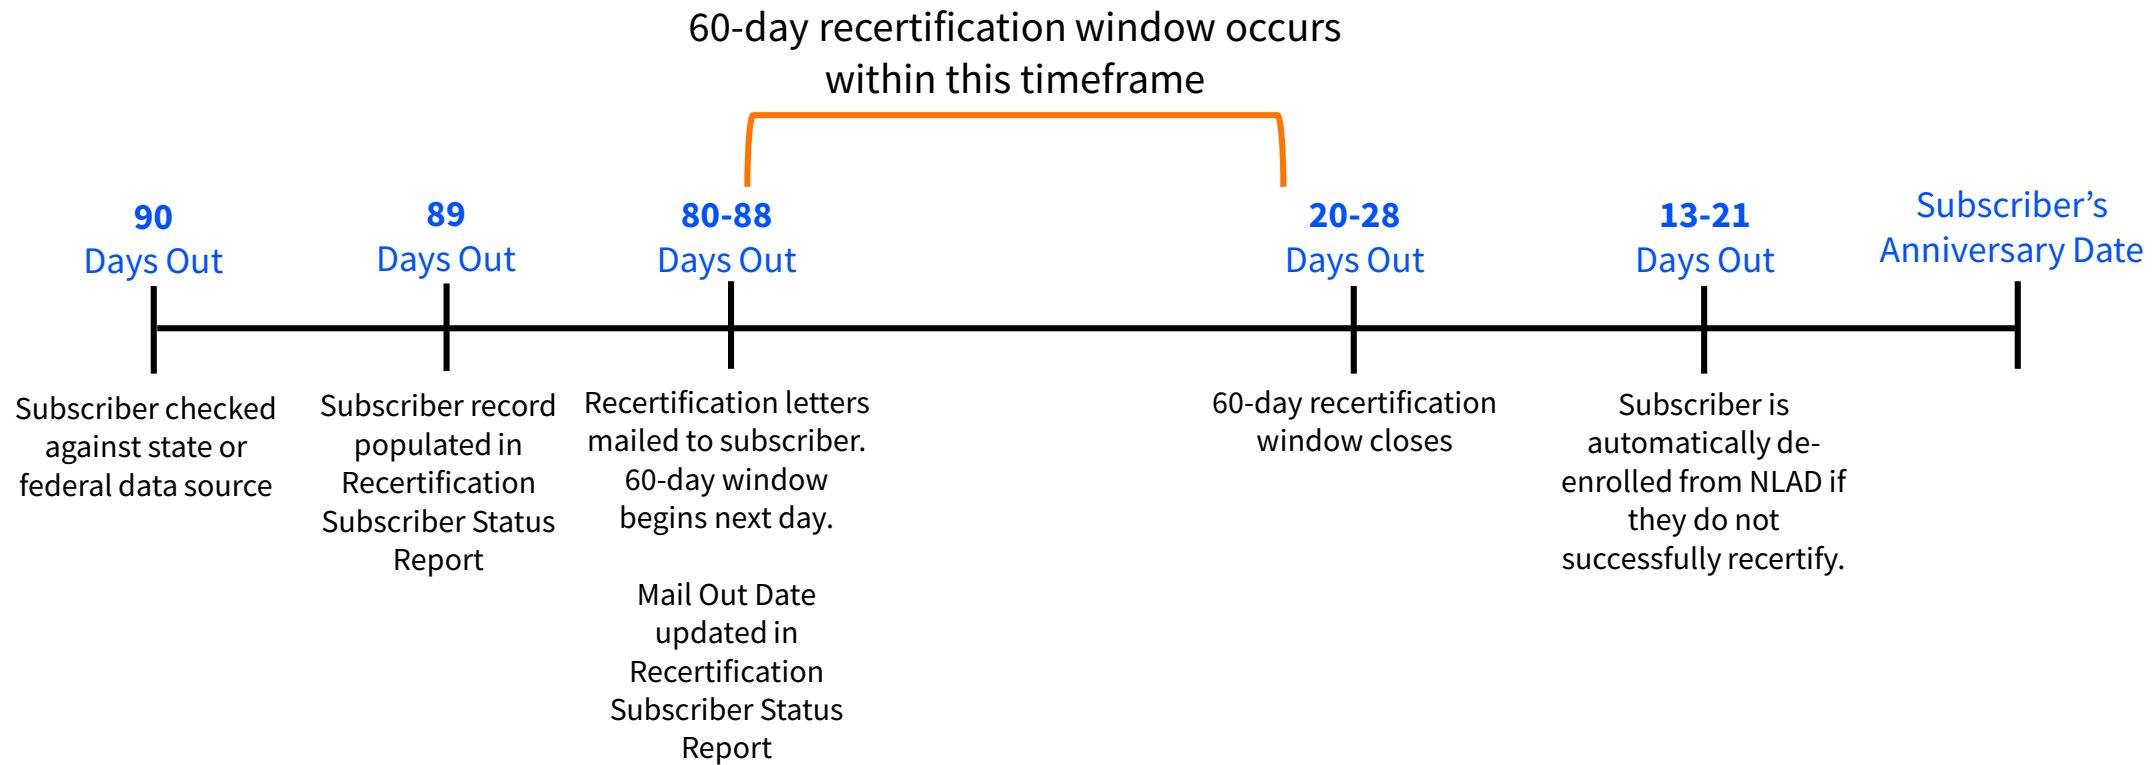 60-day recertification window occurs
within this timeframe
90
Days Out
89
Days Out
80-88
Days Out
20-28
Days Out
13-21
Days Out
Subscriber’s
Anniversary Date
Subscriber checked
against state or
federal data source
Subscriber record
populated in
Recertification
Subscriber Status
Report
Recertification letters
mailed to subscriber.
60-day window
begins next day.
Mail Out Date
updated in
Recertification
Subscriber Status
Report
60-day recertification
window closes
Subscriber is
automatically de-
enrolled from NLAD if
they do not
successfully recertify.